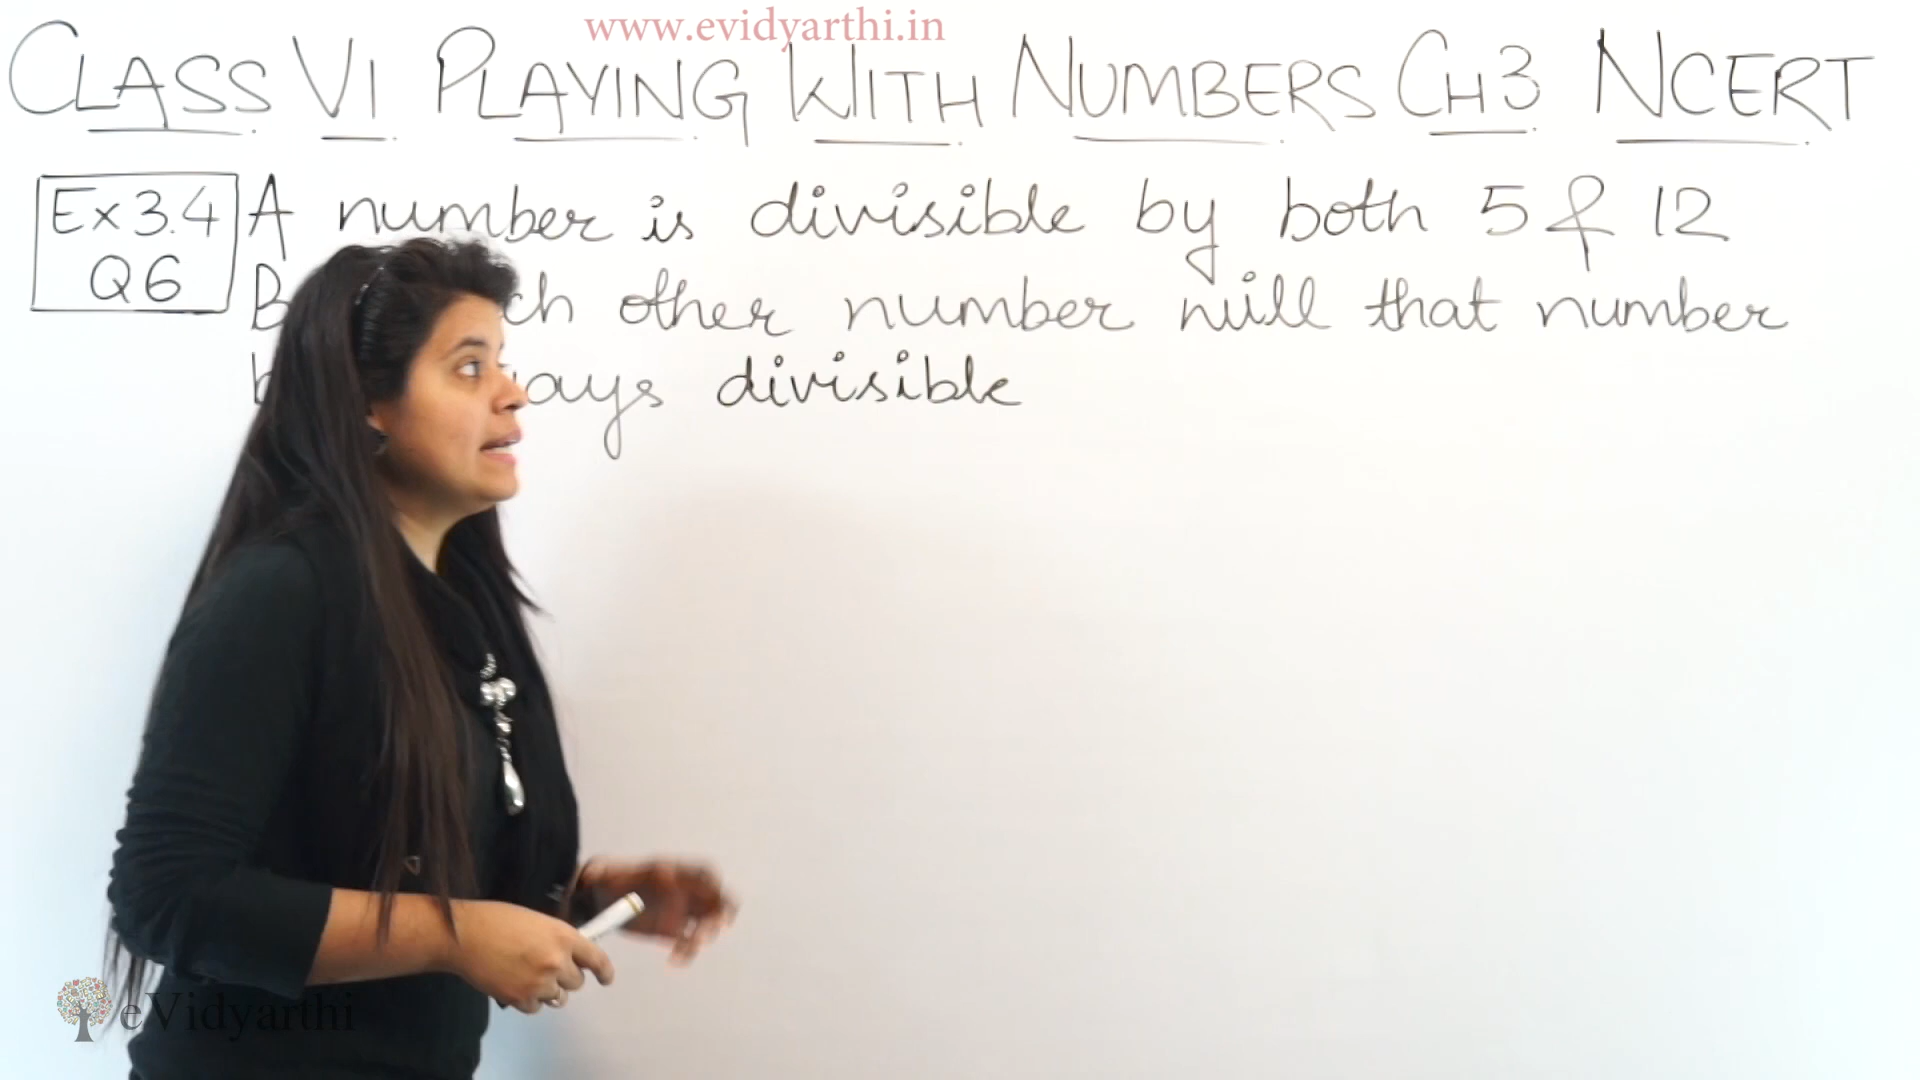 www.evidyarthi.in
CLASS VI PLAYING WITH NUMBERS CH3 NCERT
Ex 3.4
Q6
A number is divisible by both 5 & 12
other number will that number
divisible
eVidyarthi